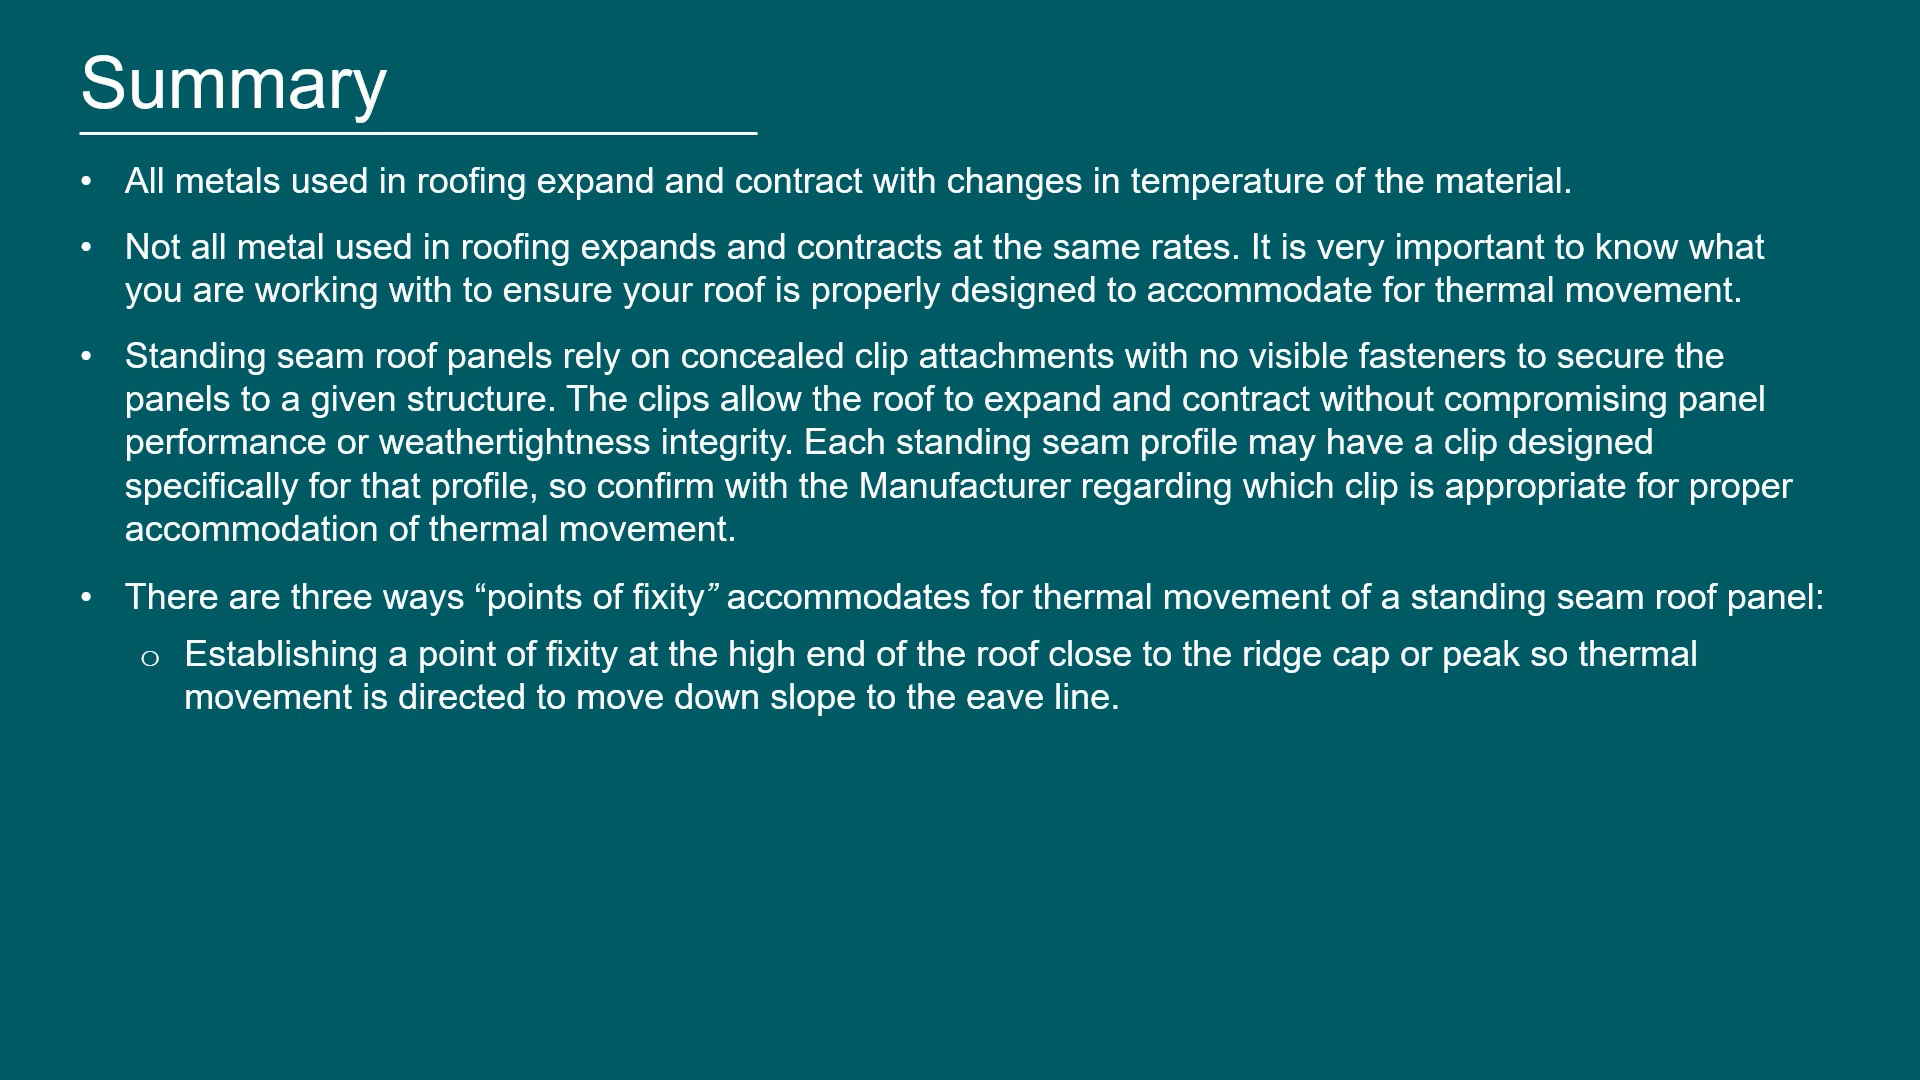 Summary
• All metals used in roofing expand and contract with changes in temperature of the material.
• Not all metal used in roofing expands and contracts at the same rates. It is very important to know what
you are working with to ensure your roof is properly designed to accommodate for thermal movement.
• Standing seam roof panels rely on concealed clip attachments with no visible fasteners to secure the
panels to a given structure. The clips allow the roof to expand and contract without compromising panel
performance or weathertightness integrity. Each standing seam profile may have a clip designed
specifically for that profile, so confirm with the Manufacturer regarding which clip is appropriate for proper
accommodation of thermal movement.
• There are three ways “points of fixity” accommodates for thermal movement of a standing seam roof panel:
o Establishing a point of fixity at the high end of the roof close to the ridge cap or peak so thermal
movement is directed to move down slope to the eave line.